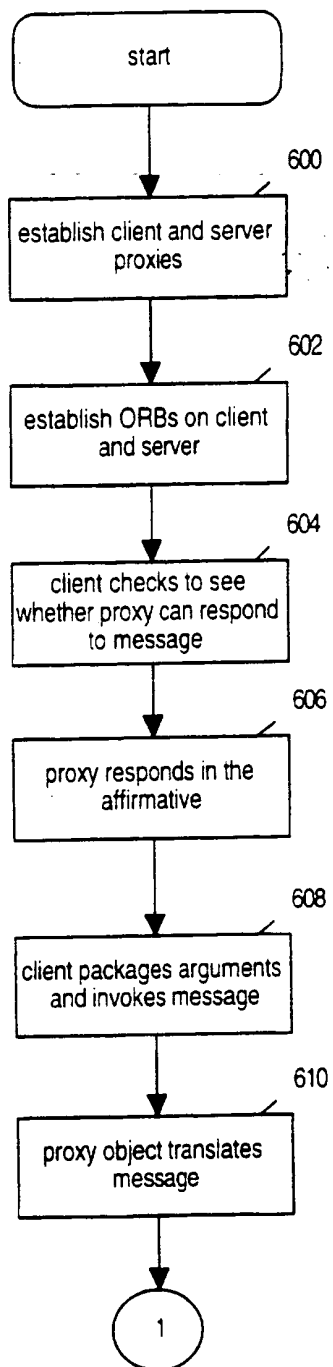 start
600
establish client and server
proxies
602
establish ORBs on client
and server
604
client checks to see
whether proxy can respond
to message
606
proxy responds in the
affirmative
608
client packages arguments
and invokes message
610
proxy object translates
message
1